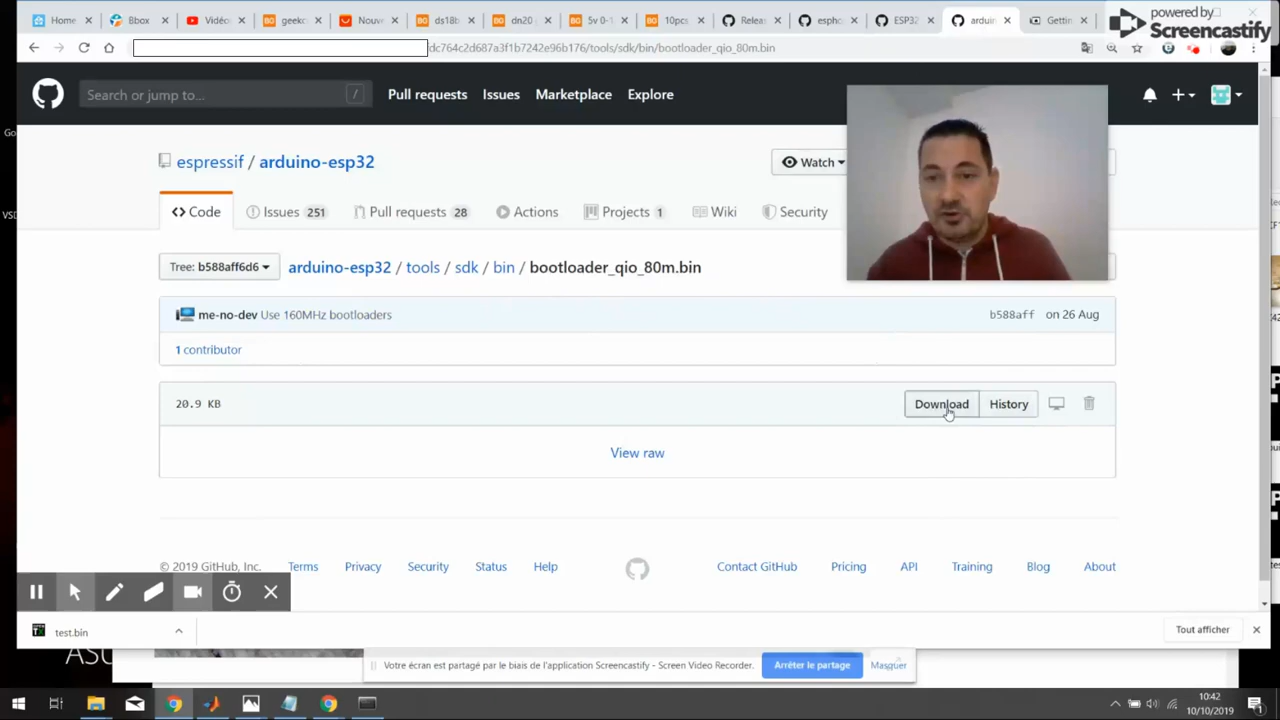 powered by
Screencastify
Home
Bbox
Vidéo
geekc
Nouv
ds18b
dn20
5v 0-1
10pcs
Relea
espho
ESP32
arduin
Gettin
dc764c2d687a3f1b7242e96b176/tools/sdk/bin/bootloader_qio_80m.bin
Search or jump to...
/
Pull requests
Issues
Marketplace
Explore
espressif / arduino-esp32
Watch
Code
Issues 251
Pull requests 28
Actions
Projects 1
Wiki
Security
Tree: b588aff6d6
arduino-esp32 / tools / sdk / bin / bootloader_qio_80m.bin
me-no-dev Use 160MHz bootloaders
b588aff on 26 Aug
1 contributor
20.9 KB
Download
History
View raw
© 2019 GitHub, Inc.
Terms
Privacy
Security
Status
Help
Contact GitHub
Pricing
API
Training
Blog
About
test.bin
Tout afficher
Votre écran est partagé par le biais de l'application Screencastify - Screen Video Recorder.
Arrêter le partage
Masquer
10:42
10/10/2019